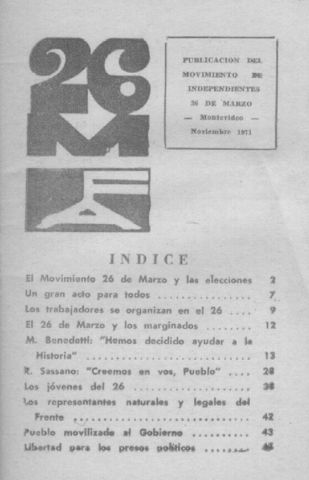 26
M
FA
PUBLICACION DEL
MOVIMIENTO DE
INDEPENDIENTES
26 DE MARZO
— Montevideo —
Noviembre 1971
INDICE
El Movimiento 26 de Marzo y las elecciones 2
Un gran acto para todos .............. 7
Los trabajadores se organizan en el 26 .... 9
El 26 de Marzo y los marginados ........ 12
M. Benedetti: "Hemos decidido ayudar a la
Historia" ..................... 13
R. Sassano: "Creemos en vos, Pueblo" ....
Los jóvenes del 26 ...................
Los representantes naturales y legales del
Frente ....................... 42
Pueblo movilizado al Gobierno .......... 43
Libertad para los presos políticos ........